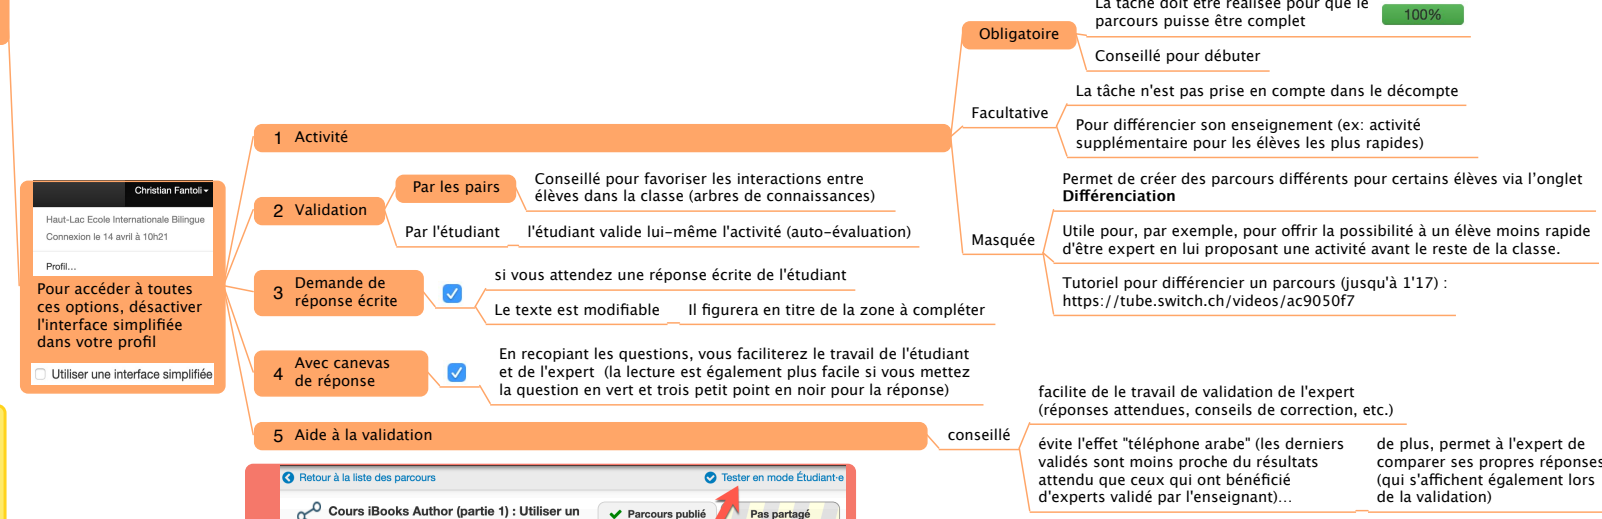 La tâche doit être réalisée pour que le
parcours puisse être complet
100%
Obligatoire
Conseillé pour débuter
La tâche n'est pas prise en compte dans le décompte
Facultative
Pour différencier son enseignement (ex: activité
supplémentaire pour les élèves les plus rapides)
1 Activité
Permet de créer des parcours différents pour certains élèves via l'onglet
Différenciation
Masquée
Utile pour, par exemple, pour offrir la possibilité à un élève moins rapide
d'être expert en lui proposant une activité avant le reste de la classe.
Tutoriel pour différencier un parcours (jusqu'à 1'17) :
https://tube.switch.ch/videos/ac9050f7
Christian Fantoli
Haut-Lac Ecole Internationale Bilingue
Connexion le 14 avril à 10h21
Profil...
Pour accéder à toutes
ces options, désactiver
l'interface simplifiée
dans votre profil
Utiliser une interface simplifiée
2 Validation
Par les pairs
Conseillé pour favoriser les interactions entre
élèves dans la classe (arbres de connaissances)
Par l'étudiant
l'étudiant valide lui-même l'activité (auto-évaluation)
3 Demande de
réponse écrite
si vous attendez une réponse écrite de l'étudiant
Le texte est modifiable
Il figurera en titre de la zone à compléter
4 Avec canevas
de réponse
En recopiant les questions, vous faciliterez le travail de l'étudiant
et de l'expert (la lecture est également plus facile si vous mettez
la question en vert et trois petit point en noir pour la réponse)
5 Aide à la validation
conseillé
facilite de le travail de validation de l'expert
(réponses attendues, conseils de correction, etc.)
évite l'effet "téléphone arabe" (les derniers
validés sont moins proche du résultats
attendu que ceux qui ont bénéficié
d'experts validé par l'enseignant)...
de plus, permet à l'expert de
comparer ses propres réponses
(qui s'affichent également lors
de la validation)
Retour à la liste des parcours
Tester en mode Étudiant·e
Cours iBooks Author (partie 1) : Utiliser un
Parcours publié
Pas partagé